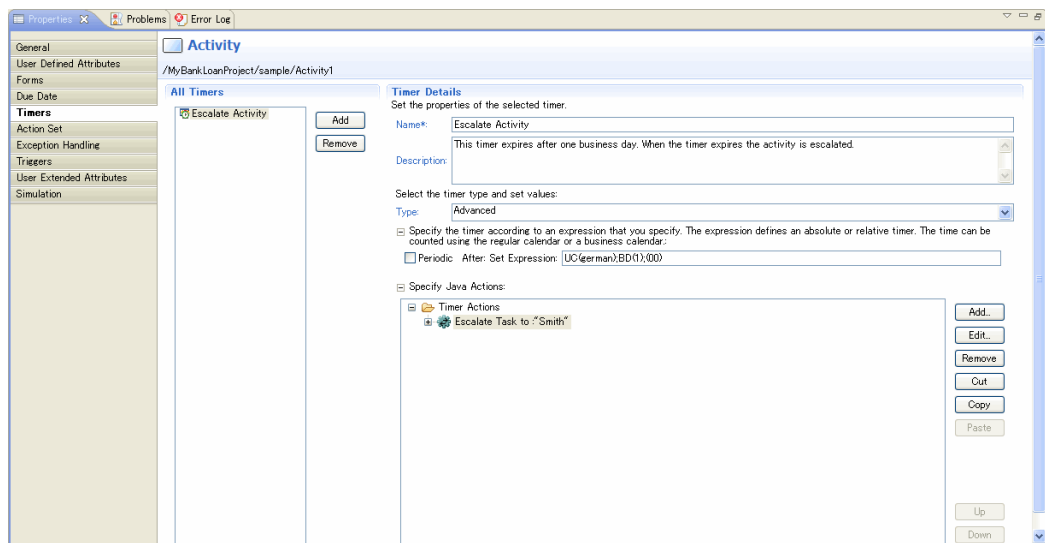 Properties Problems Error Log
General
User Defined Attributes
Forms
Due Date
Timers
Action Set
Exception Handling
Triggers
User Extended Attributes
Simulation
Activity
/MyBankLoanProject/sample/Activity1
All Timers
Escalate Activity
Add
Remove
Timer Details
Set the properties of the selected timer.
Name*: Escalate Activity
Description: This timer expires after one business day. When the timer expires the activity is escalated.
Select the timer type and set values:
Type: Advanced
Specify the timer according to an expression that you specify. The expression defines an absolute or relative timer. The time can be
counted using the regular calendar or a business calendar.:
Periodic After: Set Expression: UC(german);BD(1);(00)
Specify Java Actions:
Timer Actions
Escalate Task to :"Smith"
Add...
Edit...
Remove
Cut
Copy
Paste
Up
Down